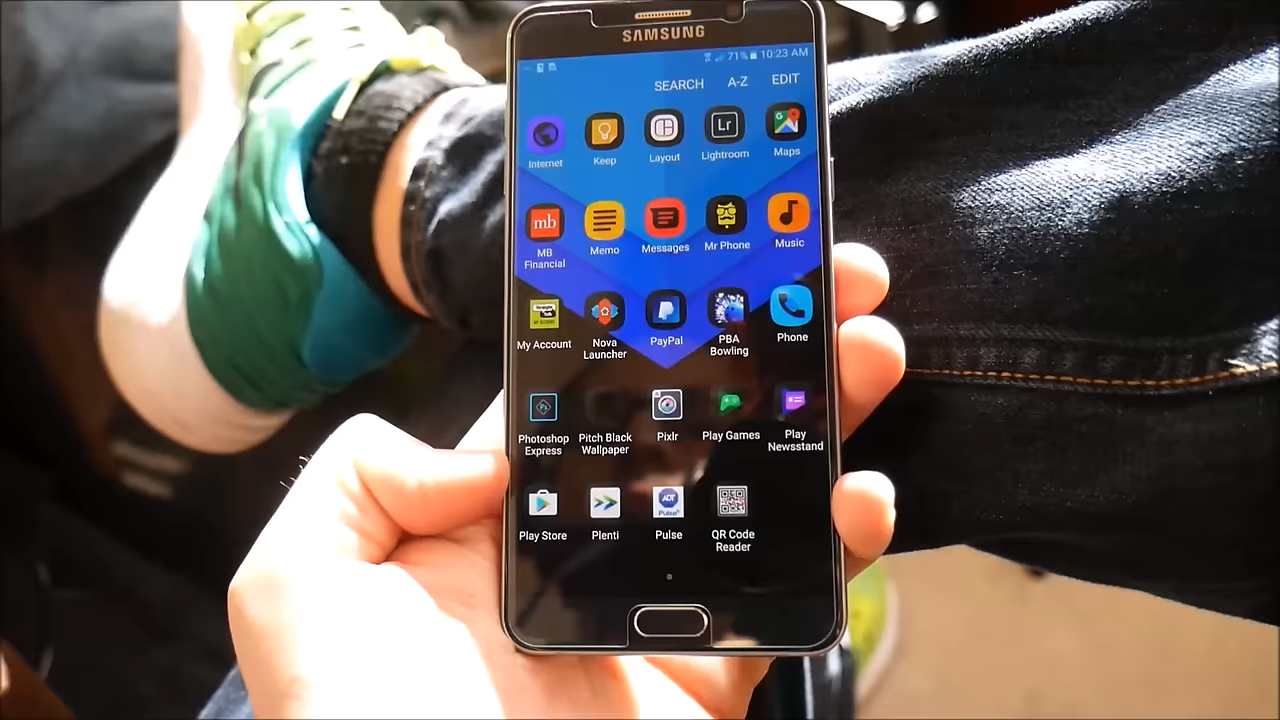 SAMSUNG
71% 10:23 AM
SEARCH A-Z EDIT
Lr
Internet Keep Layout Lightroom Maps
mb
MB Financial Memo Messages Mr Phone Music
My Account Nova Launcher PayPal PBA Bowling Phone
Ps
Photoshop Express Pitch Black Wallpaper Pixlr Play Games Play Newsstand
ADT
Pulse
Play Store Plenti Pulse QR Code Reader